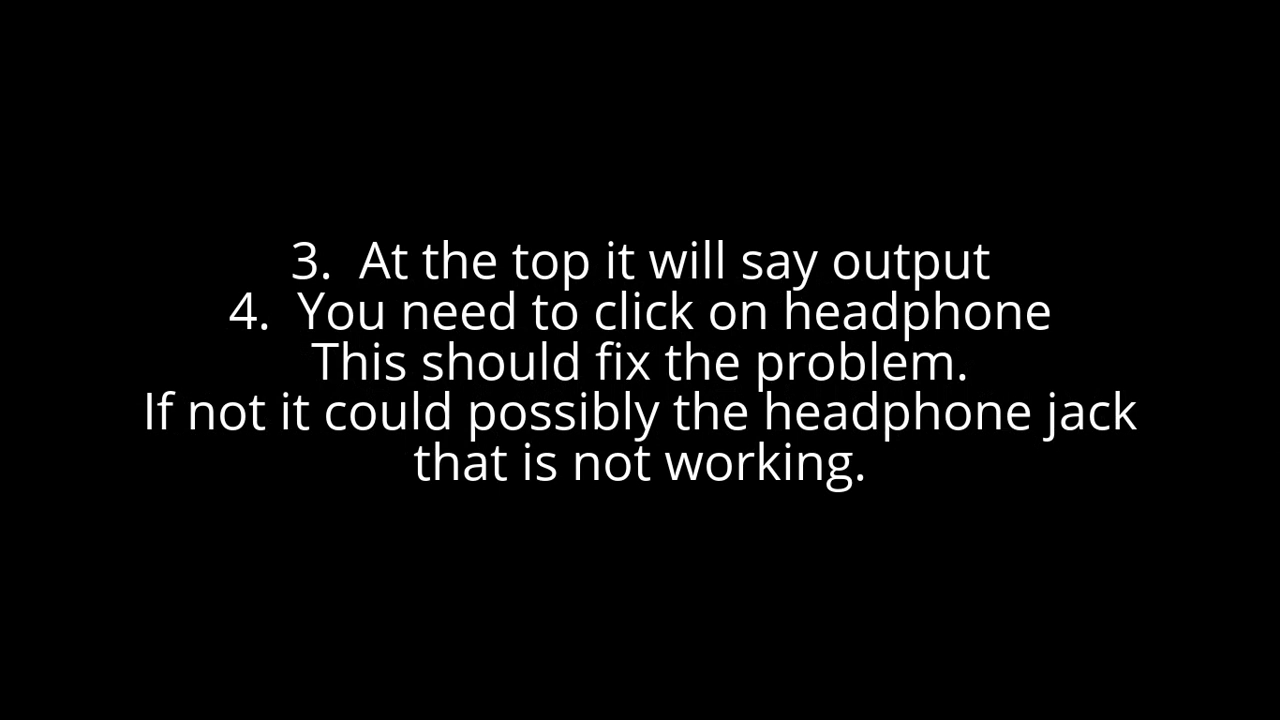 3.  At the top it will say output
4.  You need to click on headphone
This should fix the problem.
If not it could possibly the headphone jack
that is not working.